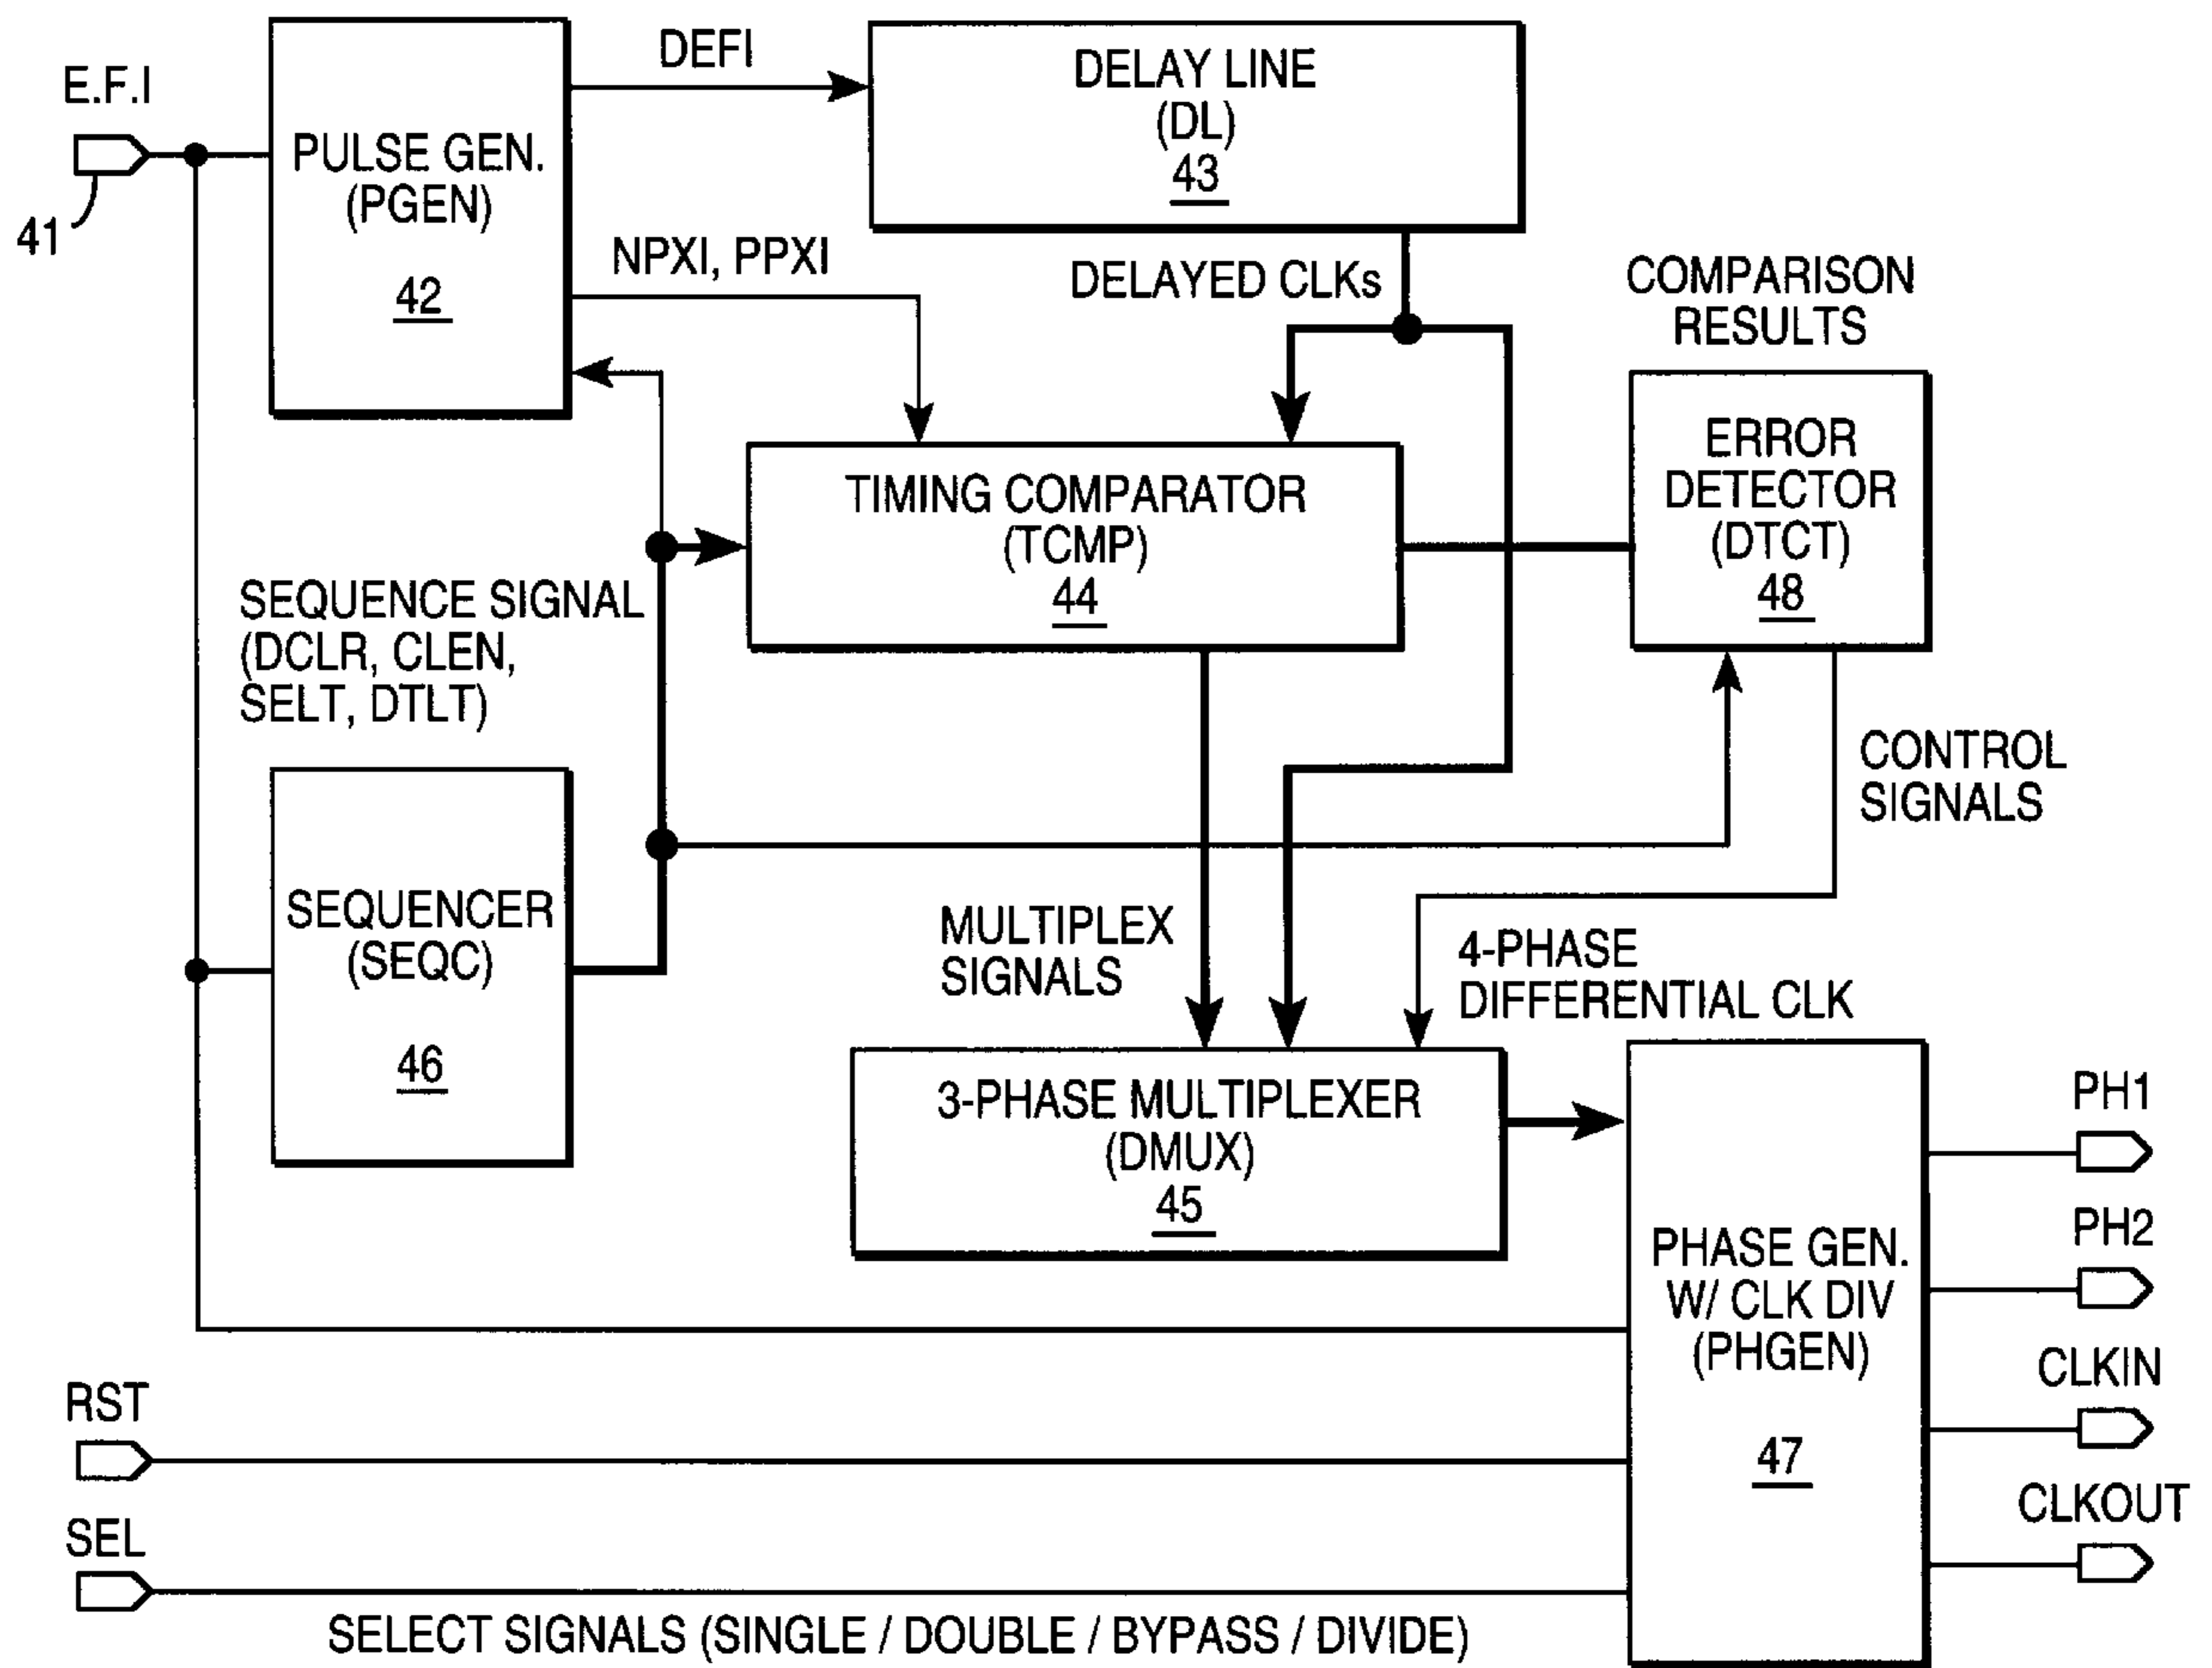 E.F.I
41
PULSE GEN.
(PGEN)
42
DEFI
DELAY LINE
(DL)
43
NPXI, PPXI
DELAYED CLKs
COMPARISON
RESULTS
ERROR
DETECTOR
(DTCT)
48
TIMING COMPARATOR
(TCMP)
44
SEQUENCE SIGNAL
(DCLR, CLEN,
SELT, DTLT)
CONTROL
SIGNALS
SEQUENCER
(SEQC)
46
MULTIPLEX
SIGNALS
4-PHASE
DIFFERENTIAL CLK
3-PHASE MULTIPLEXER
(DMUX)
45
PHASE GEN.
W/ CLK DIV
(PHGEN)
47
PH1
PH2
CLKIN
CLKOUT
RST
SEL
SELECT SIGNALS (SINGLE / DOUBLE / BYPASS / DIVIDE)